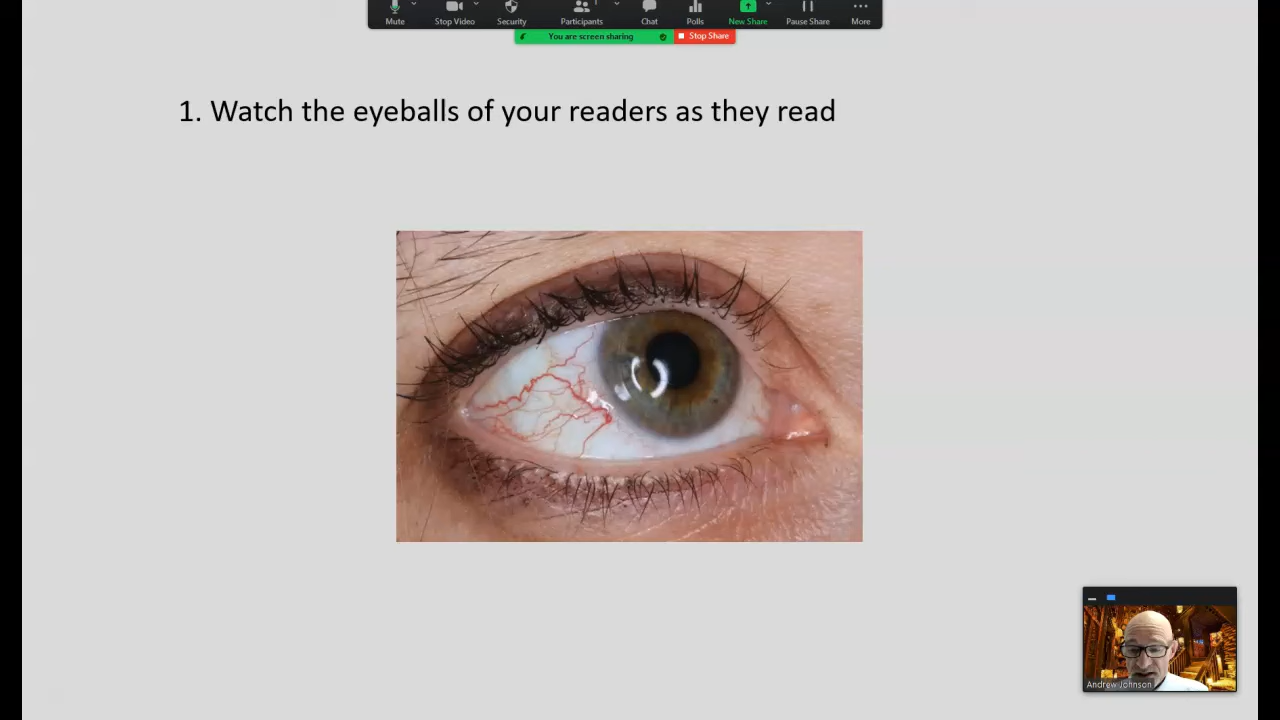 Mute
Stop Video
Security
Participants
1
Chat
Polls
New Share
Pause Share
More
You are screen sharing
Stop Share
1. Watch the eyeballs of your readers as they read
Andrew Johnson